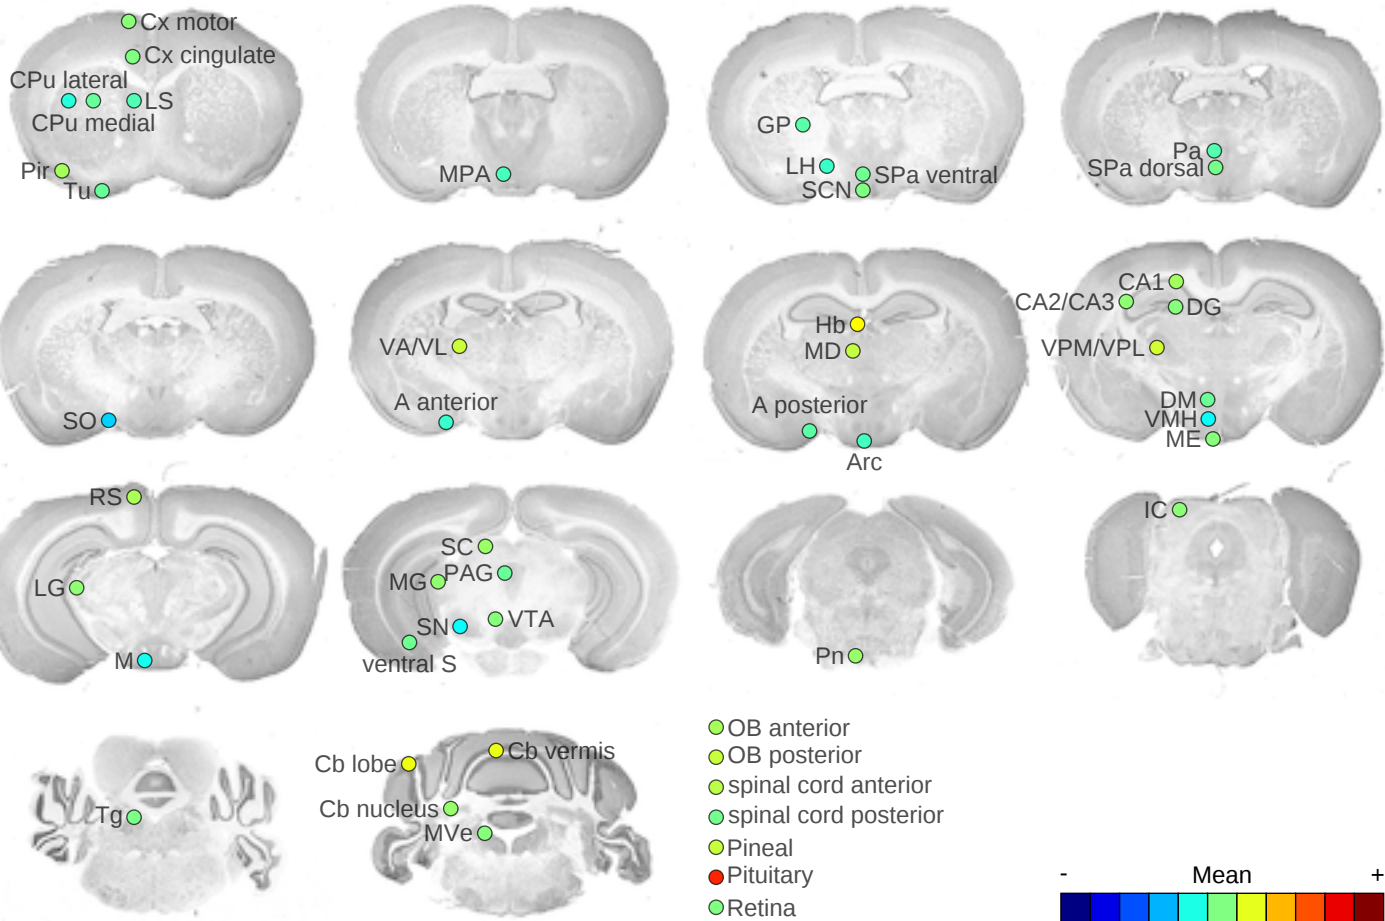 Cx motor
Cx cingulate
CPu lateral
LS
CPu medial
Pir
Tu
MPA
GP
LH
SPa ventral
SCN
Pa
SPa dorsal
SO
VA/VL
A anterior
Hb
MD
A posterior
Arc
CA1
CA2/CA3
DG
VPM/VPL
DM
VMH
ME
RS
LG
M
SC
MG
PAG
SN
VTA
ventral S
Pn
IC
Tg
Cb lobe
Cb vermis
Cb nucleus
MVe
OB anterior
OB posterior
spinal cord anterior
spinal cord posterior
Pineal
Pituitary
Retina
- Mean +